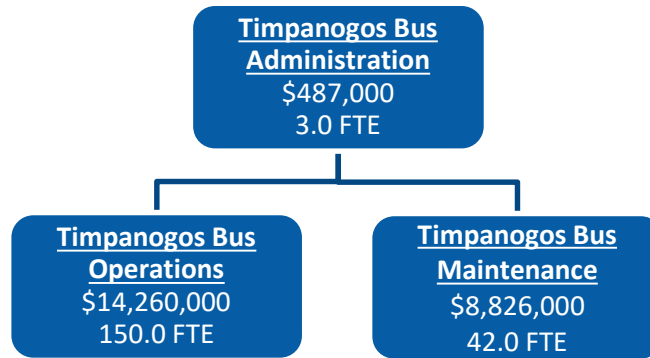 Timpanogos Bus
Administration
$487,000
3.0 FTE
Timpanogos Bus
Operations
$14,260,000
150.0 FTE
Timpanogos Bus
Maintenance
$8,826,000
42.0 FTE